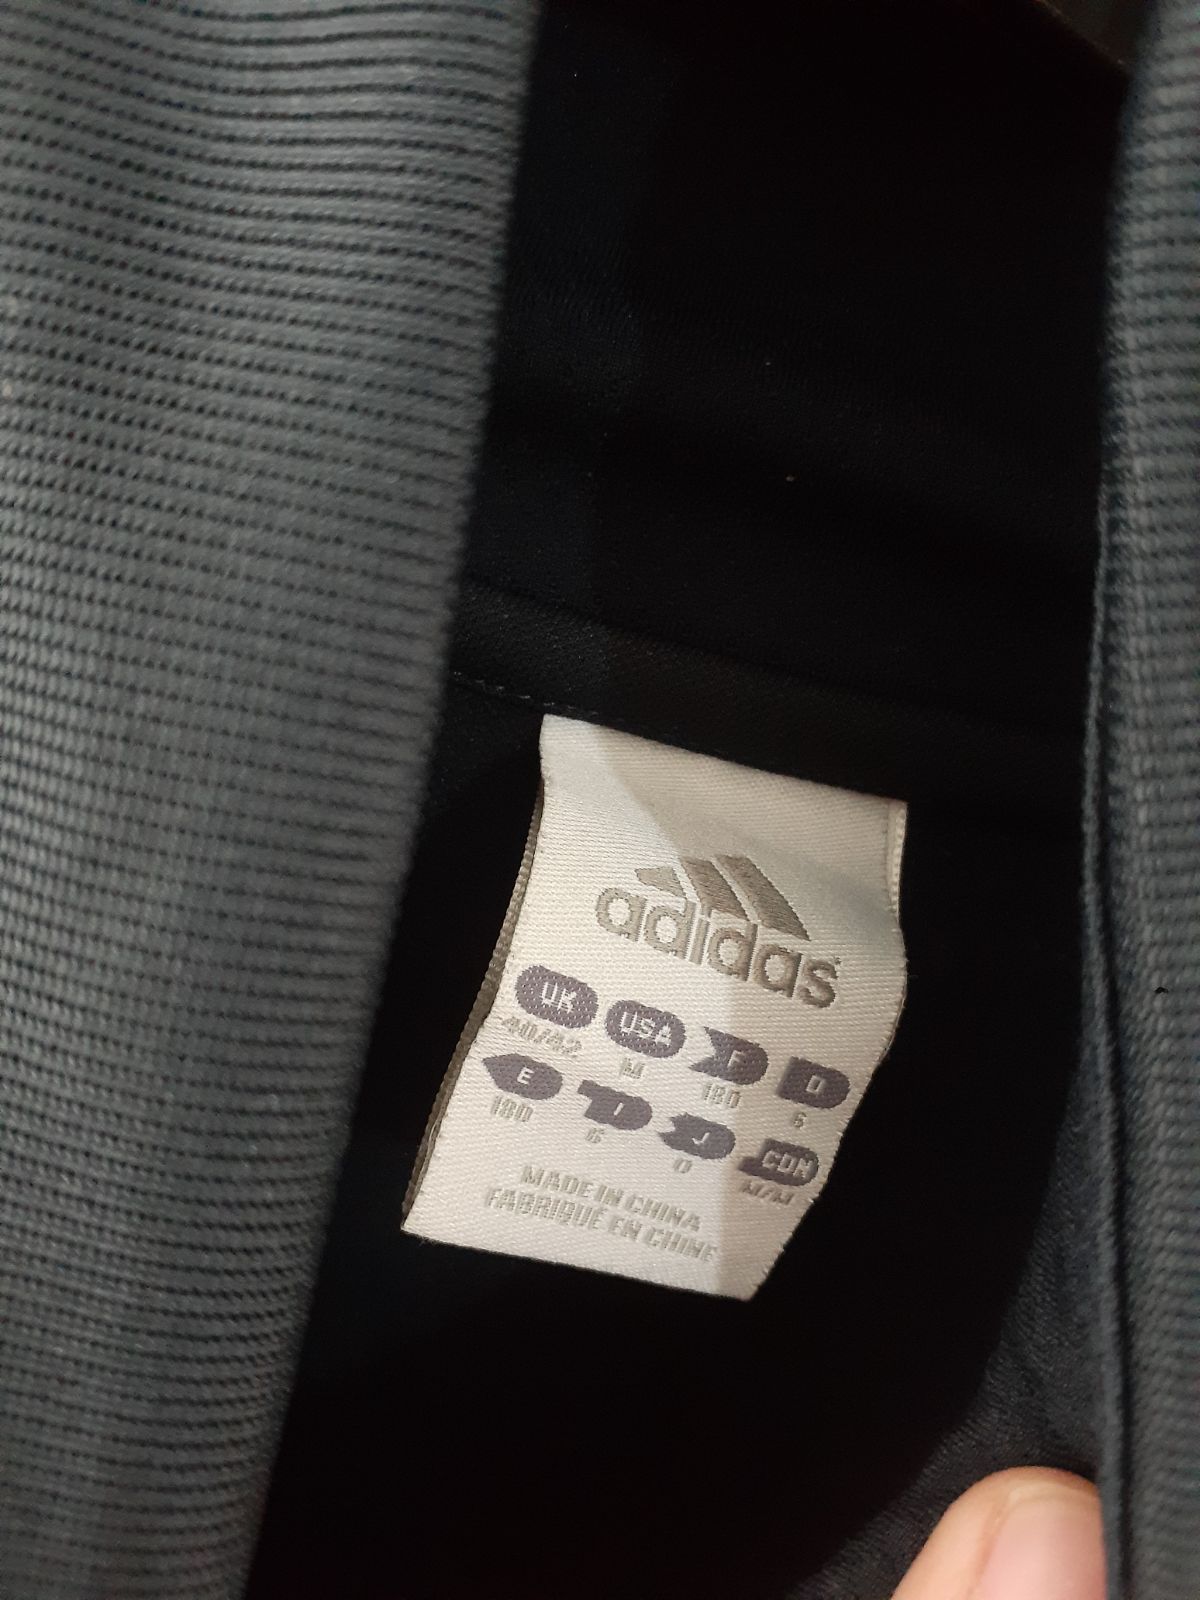 adidas
UK USA F D
40/42 M 180 6
E I J CDN
180 6 O M/M
MADE IN CHINA
FABRIQUÉ EN CHINE